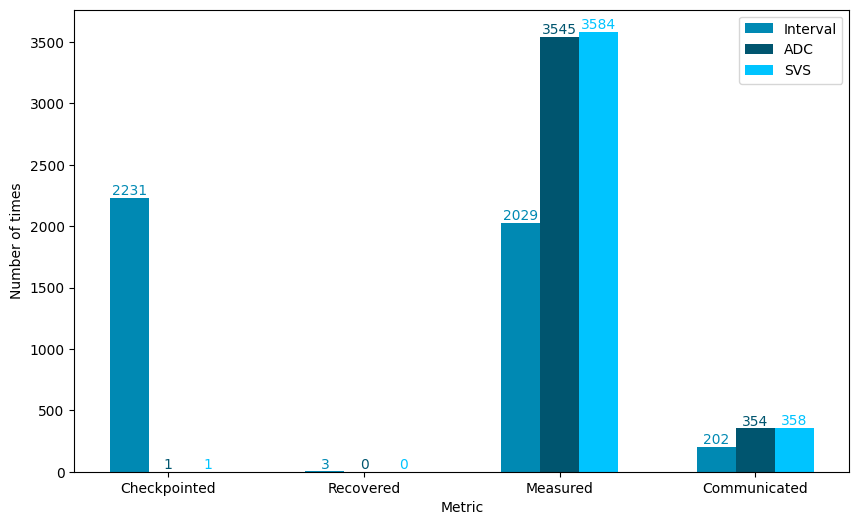 Interval
ADC
SVS
Number of times
3500
3000
2500
2000
1500
1000
500
0
2231
1
1
3
0
0
2029
3545
3584
202
354
358
Checkpointed
Recovered
Measured
Communicated
Metric